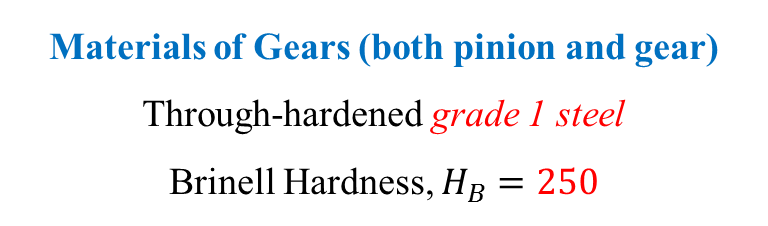 Materials of Gears (both pinion and gear)
Through-hardened grade 1 steel
Brinell Hardness, H_B = 250